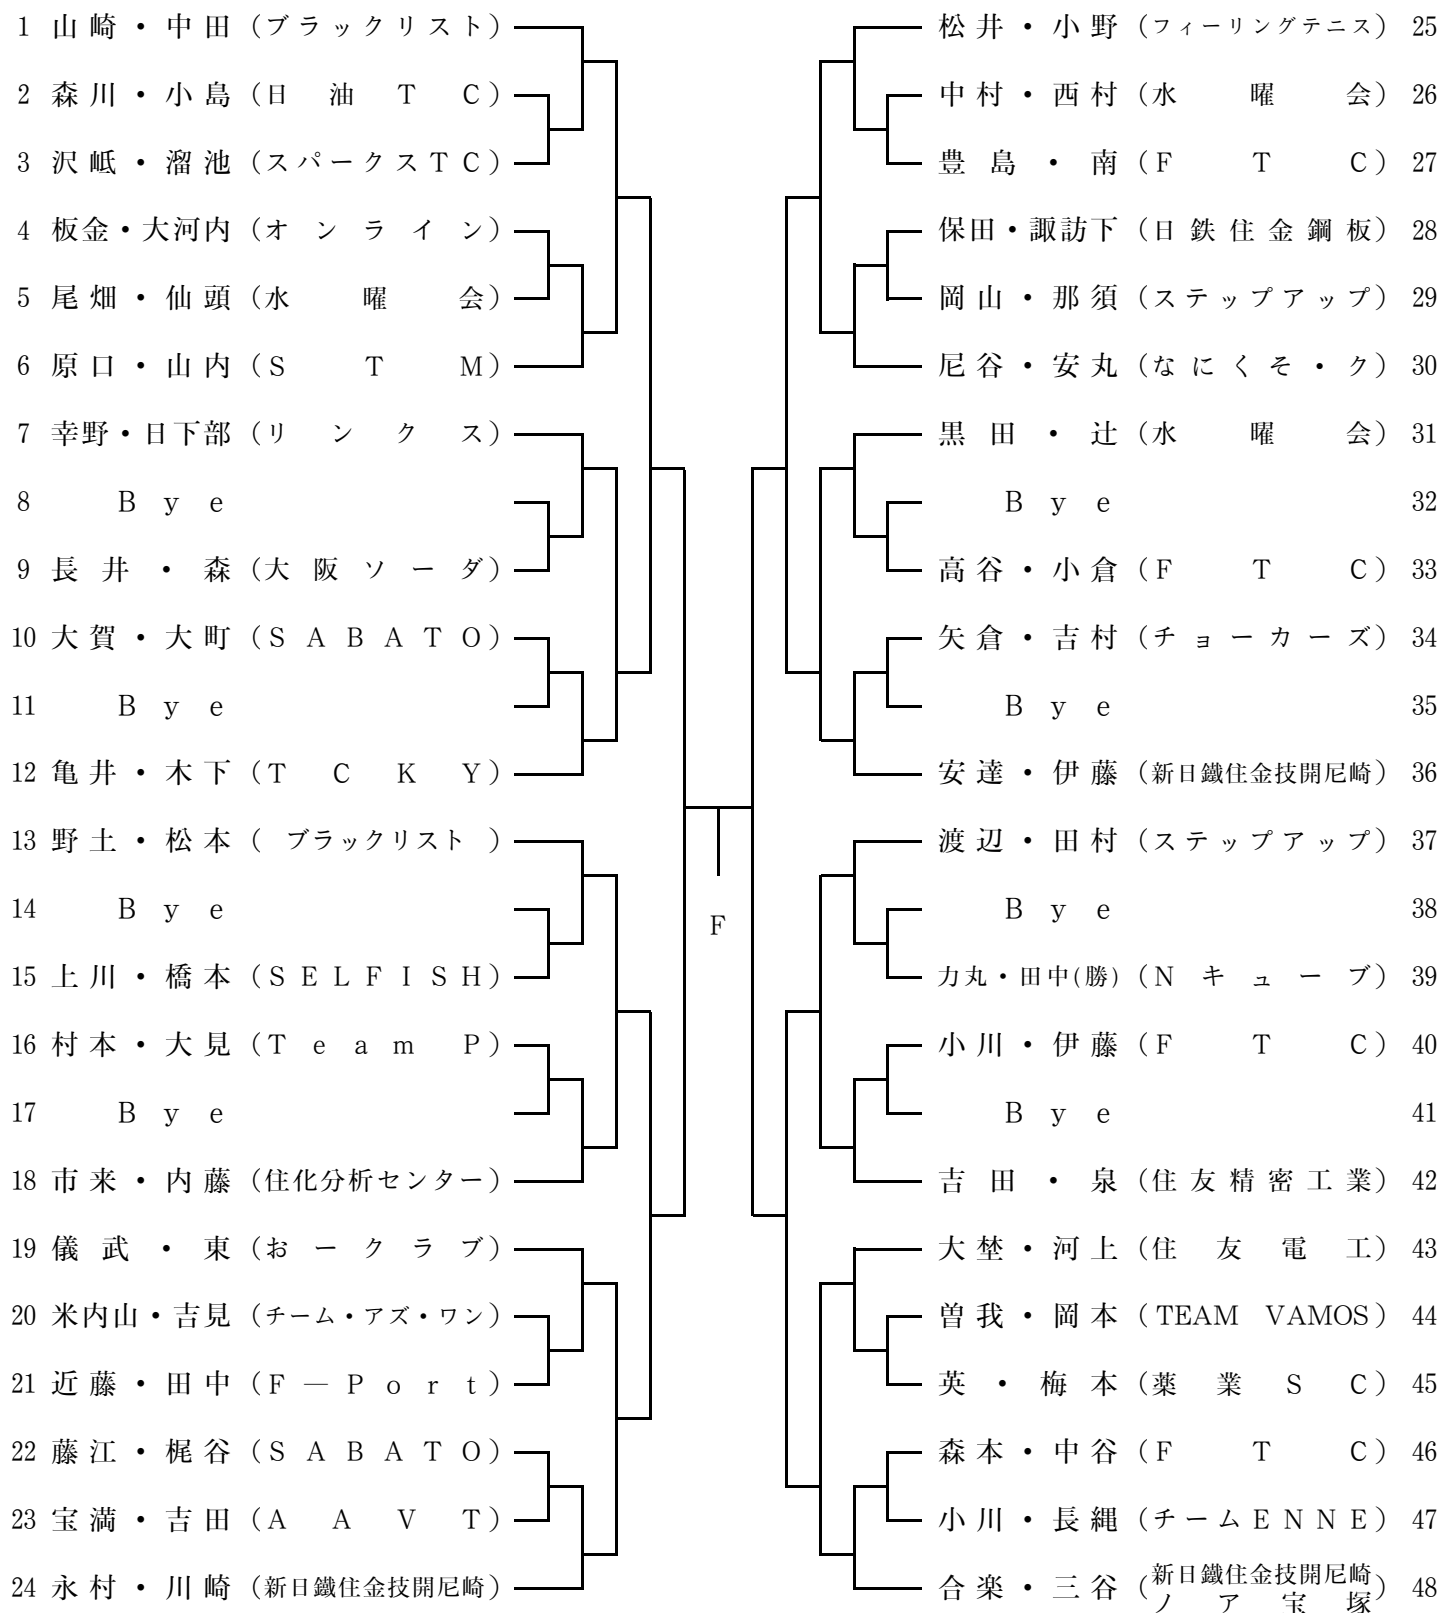 1 山崎・中田 (ブラックリスト)
2 森川・小島 (日油TC)
3 沢岻・溜池 (スパークスTC)
4 板金・大河内 (オンライン)
5 尾畑・仙頭 (水曜会)
6 原口・山内 (STM)
7 幸野・日下部 (リンクス)
8 Bye
9 長井・森 (大阪ソーダ)
10 大賀・大町 (SABATO)
11 Bye
12 亀井・木下 (TCKY)
13 野土・松本 (ブラックリスト)
14 Bye
15 上川・橋本 (SELFISH)
16 村本・大見 (Team P)
17 Bye
18 市来・内藤 (住化分析センター)
19 儀武・東 (おークラブ)
20 米内山・吉見 (チーム・アズ・ワン)
21 近藤・田中 (F―Port)
22 藤江・梶谷 (SABATO)
23 宝満・吉田 (AAVT)
24 永村・川崎 (新日鐵住金技開尼崎)
F
松井・小野 (フィーリングテニス) 25
中村・西村 (水曜会) 26
豊島・南 (FTC) 27
保田・諏訪下 (日鉄住金鋼板) 28
岡山・那須 (ステップアップ) 29
尼谷・安丸 (なにくそ・ク) 30
黒田・辻 (水曜会) 31
Bye 32
高谷・小倉 (FTC) 33
矢倉・吉村 (チョーカーズ) 34
Bye 35
安達・伊藤 (新日鐵住金技開尼崎) 36
渡辺・田村 (ステップアップ) 37
Bye 38
力丸・田中(勝) (Nキューブ) 39
小川・伊藤 (FTC) 40
Bye 41
吉田・泉 (住友精密工業) 42
大埜・河上 (住友電工) 43
曽我・岡本 (TEAM VAMOS) 44
英・梅本 (薬業SC) 45
森本・中谷 (FTC) 46
小川・長縄 (チームENNE) 47
合楽・三谷 (新日鐵住金技開尼崎 ノア宝塚) 48